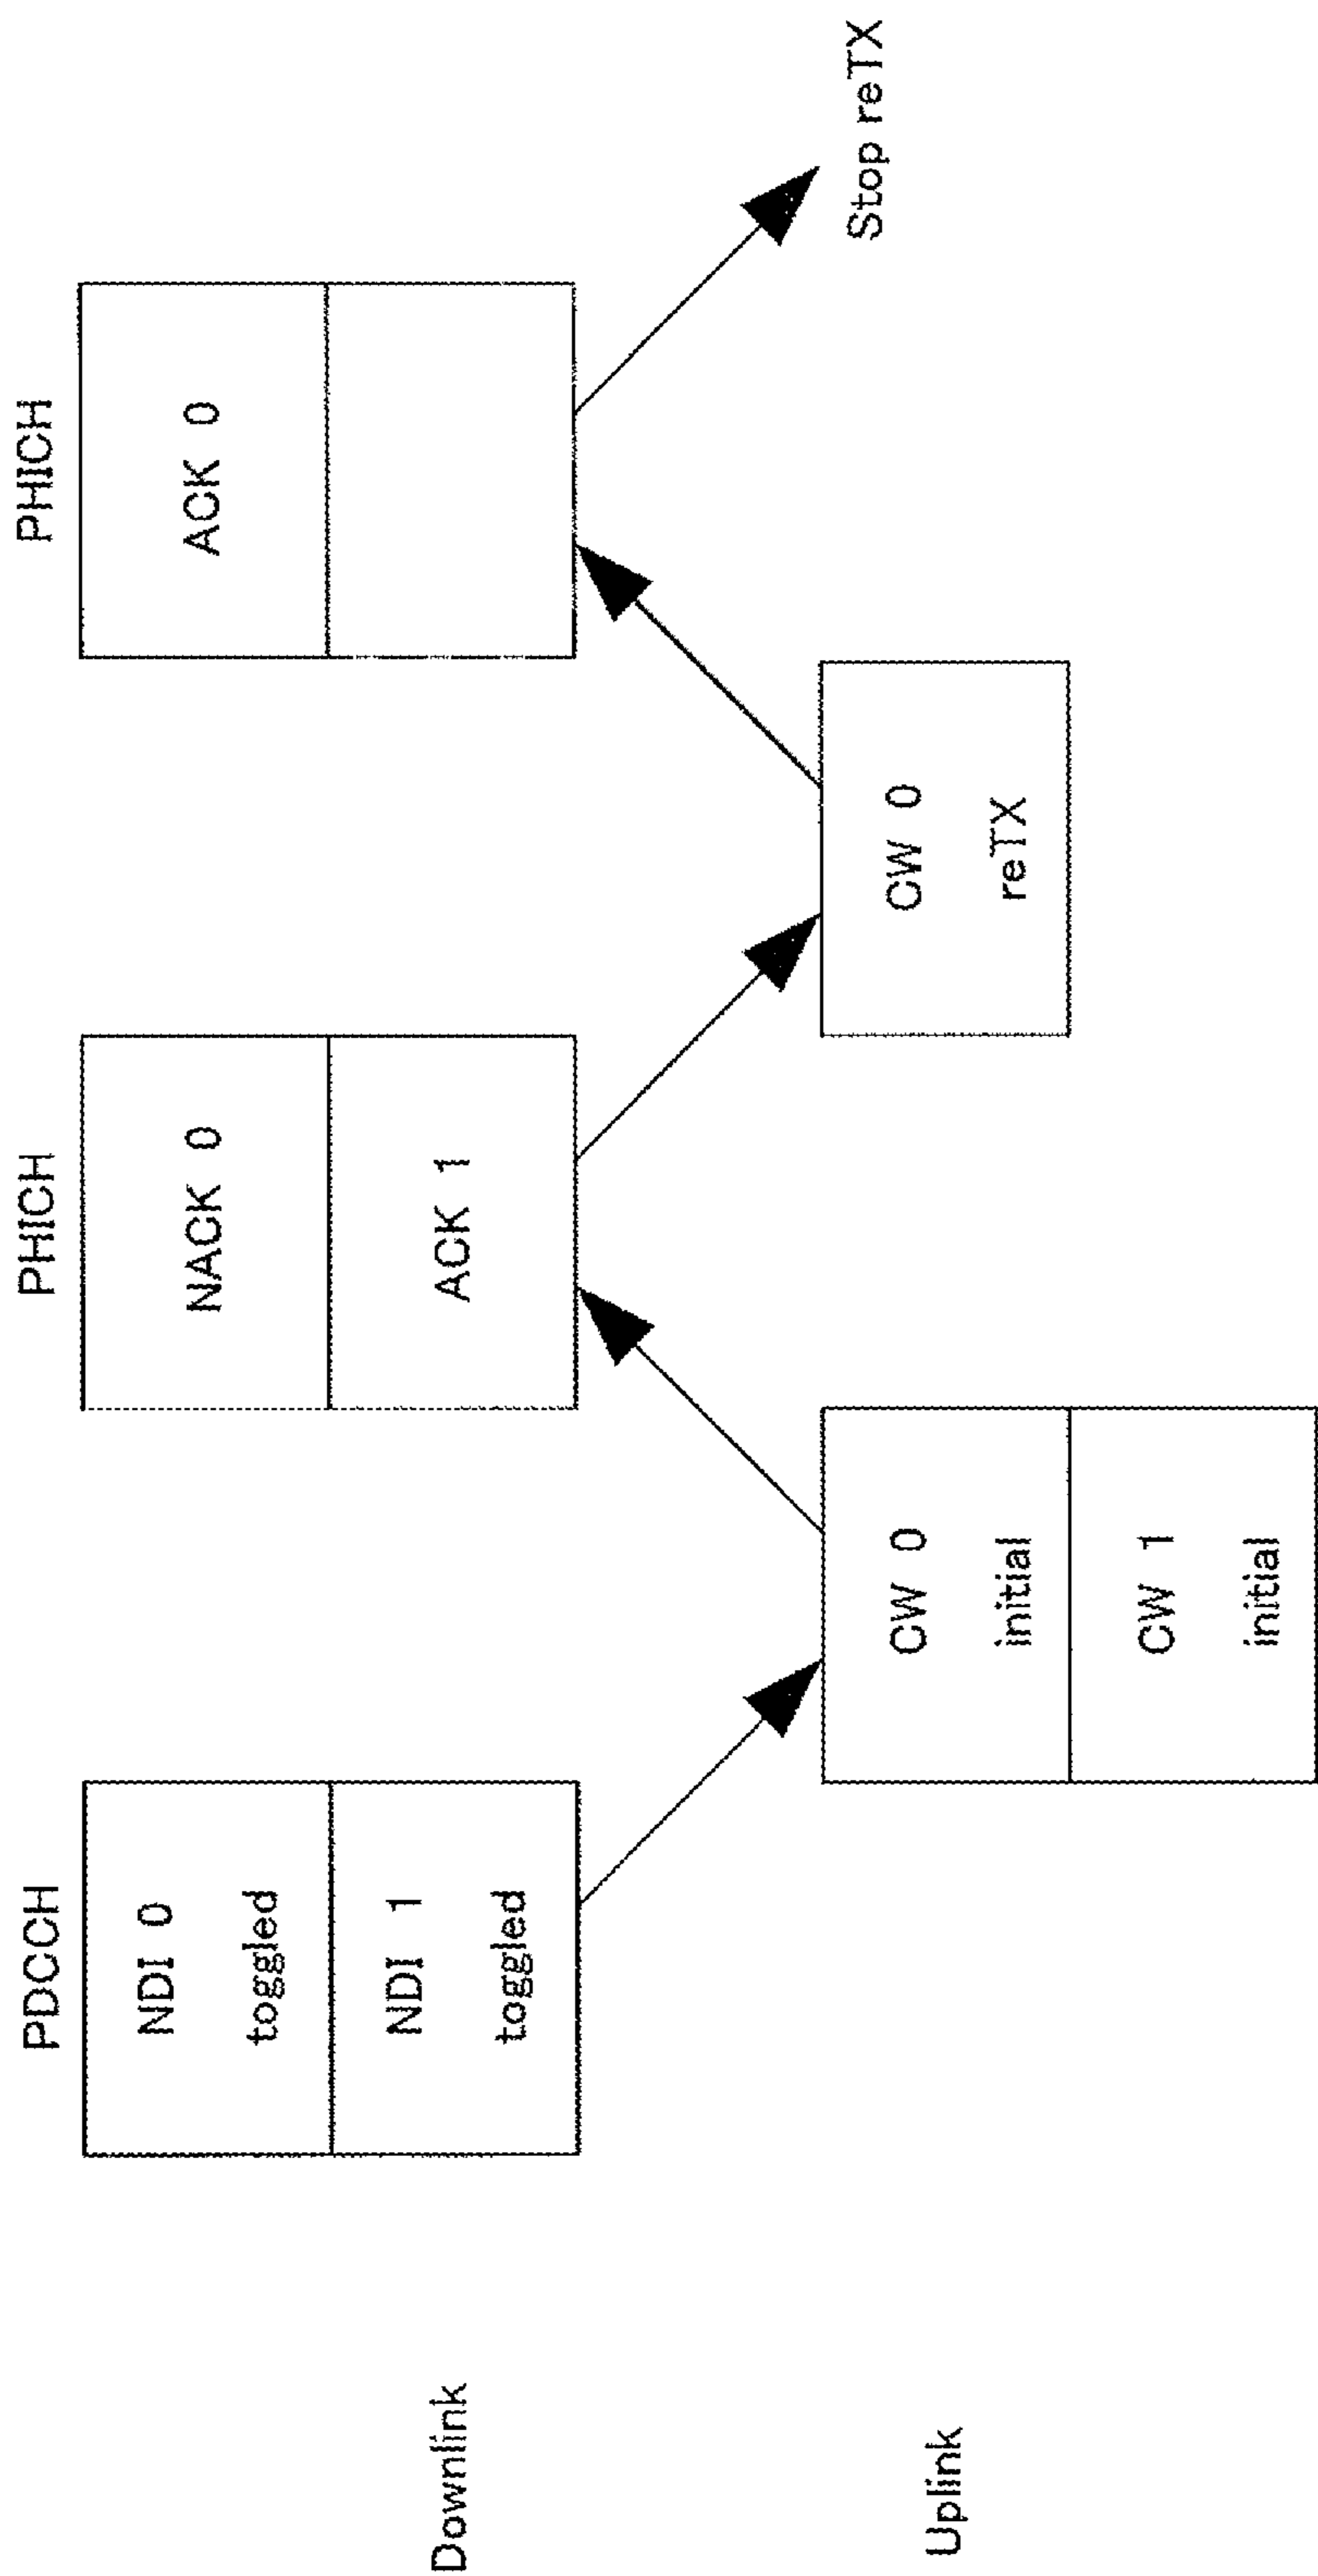 PDCCH
PHICH
PHICH
NDI 0
toggled
NACK 0
ACK 0
NDI 1
toggled
ACK 1
Downlink
CW 0
initial
CW 0
reTX
Stop reTX
Uplink
CW 1
initial